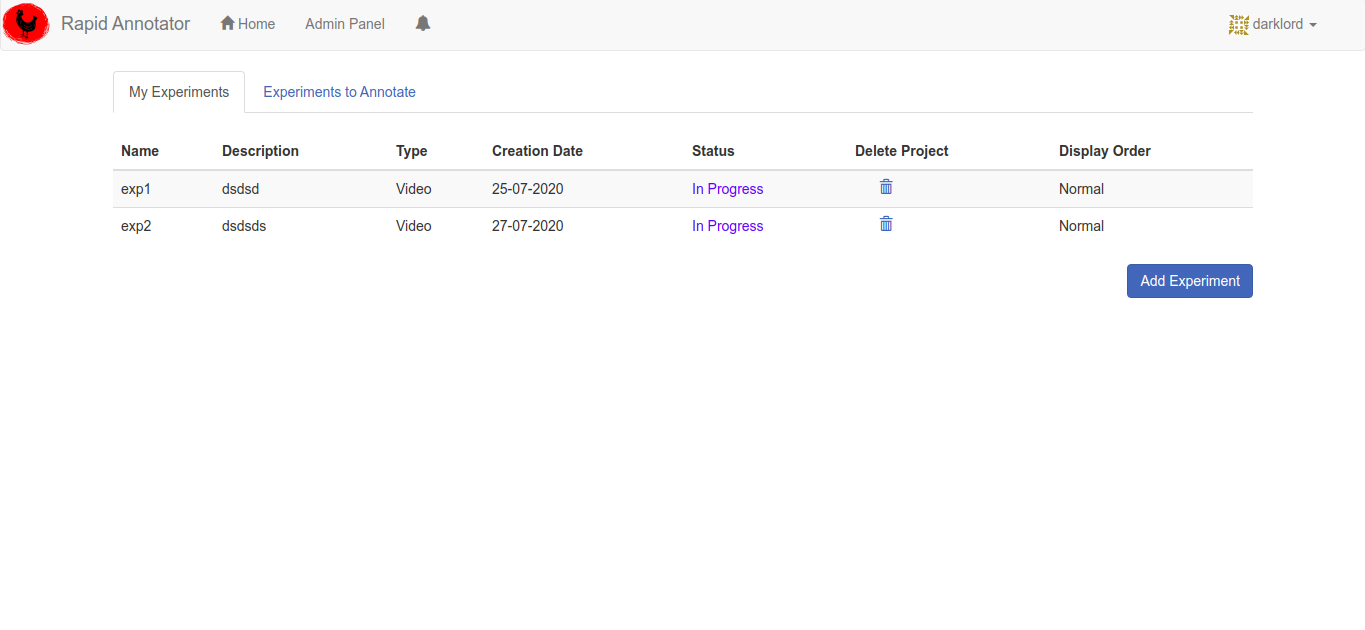 Rapid Annotator Home Admin Panel darklord
My Experiments Experiments to Annotate
Name Description Type Creation Date Status Delete Project Display Order
exp1 dsdsd Video 25-07-2020 In Progress Normal
exp2 dsdsds Video 27-07-2020 In Progress Normal
Add Experiment